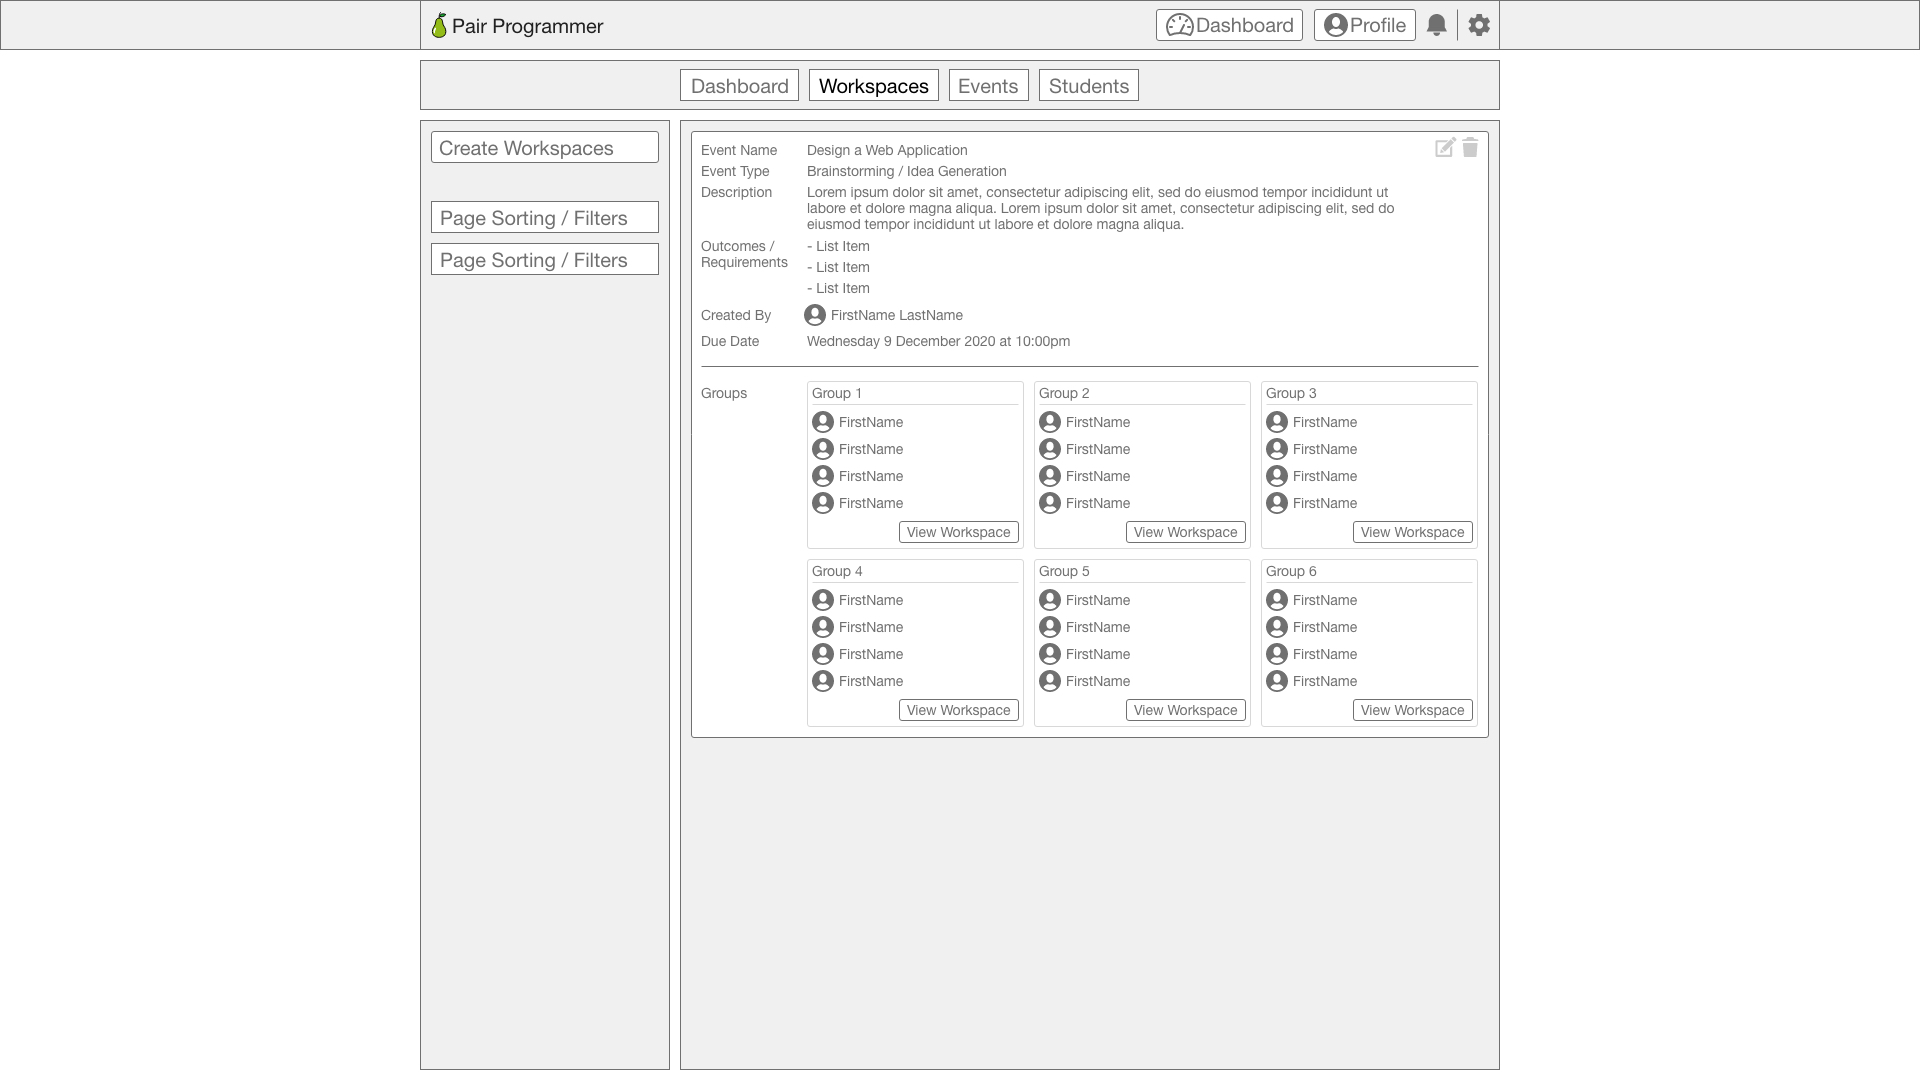 Pair Programmer
Dashboard
Profile
Dashboard
Workspaces
Events
Students
Create Workspaces
Page Sorting / Filters
Page Sorting / Filters
Event Name Design a Web Application
Event Type Brainstorming / Idea Generation
Description Lorem ipsum dolor sit amet, consectetur adipiscing elit, sed do eiusmod tempor incididunt ut
labore et dolore magna aliqua. Lorem ipsum dolor sit amet, consectetur adipiscing elit, sed do
eiusmod tempor incididunt ut labore et dolore magna aliqua.
Outcomes /
Requirements
- List Item
- List Item
- List Item
Created By FirstName LastName
Due Date Wednesday 9 December 2020 at 10:00pm
Groups
Group 1
FirstName
FirstName
FirstName
FirstName
View Workspace
Group 2
FirstName
FirstName
FirstName
FirstName
View Workspace
Group 3
FirstName
FirstName
FirstName
FirstName
View Workspace
Group 4
FirstName
FirstName
FirstName
FirstName
View Workspace
Group 5
FirstName
FirstName
FirstName
FirstName
View Workspace
Group 6
FirstName
FirstName
FirstName
FirstName
View Workspace